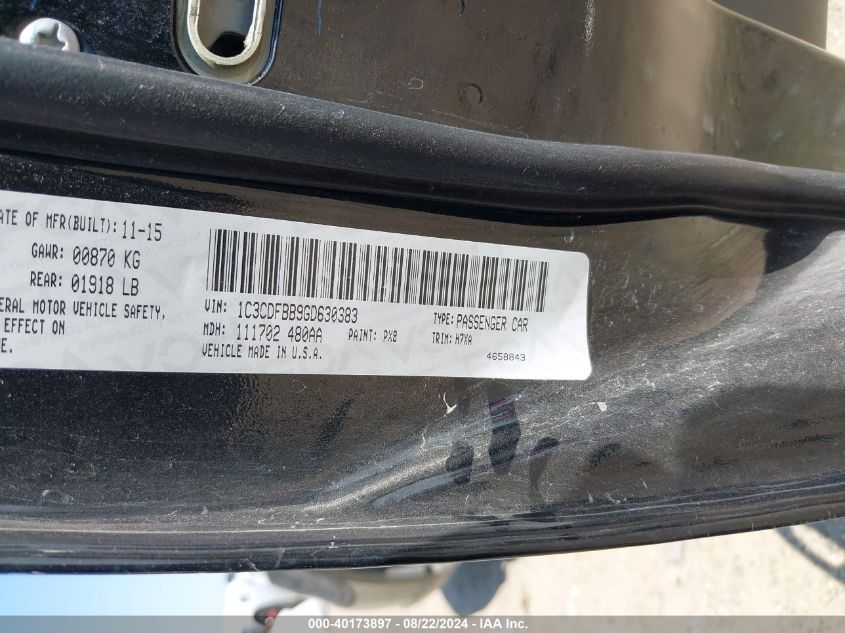 ATE OF MFR(BUILT): 11-15
GAWR: 00870 KG
REAR: 01918 LB
ERAL MOTOR VEHICLE SAFETY,
EFFECT ON
E.
VIN: 1C3CDFBB9GD630383
TYPE: PASSENGER CAR
MDH: 111702 480AA
PAINT: PX8
TRIM: H7XA
VEHICLE MADE IN U.S.A.
4658843
000-40173897 - 08/22/2024 - IAA Inc.